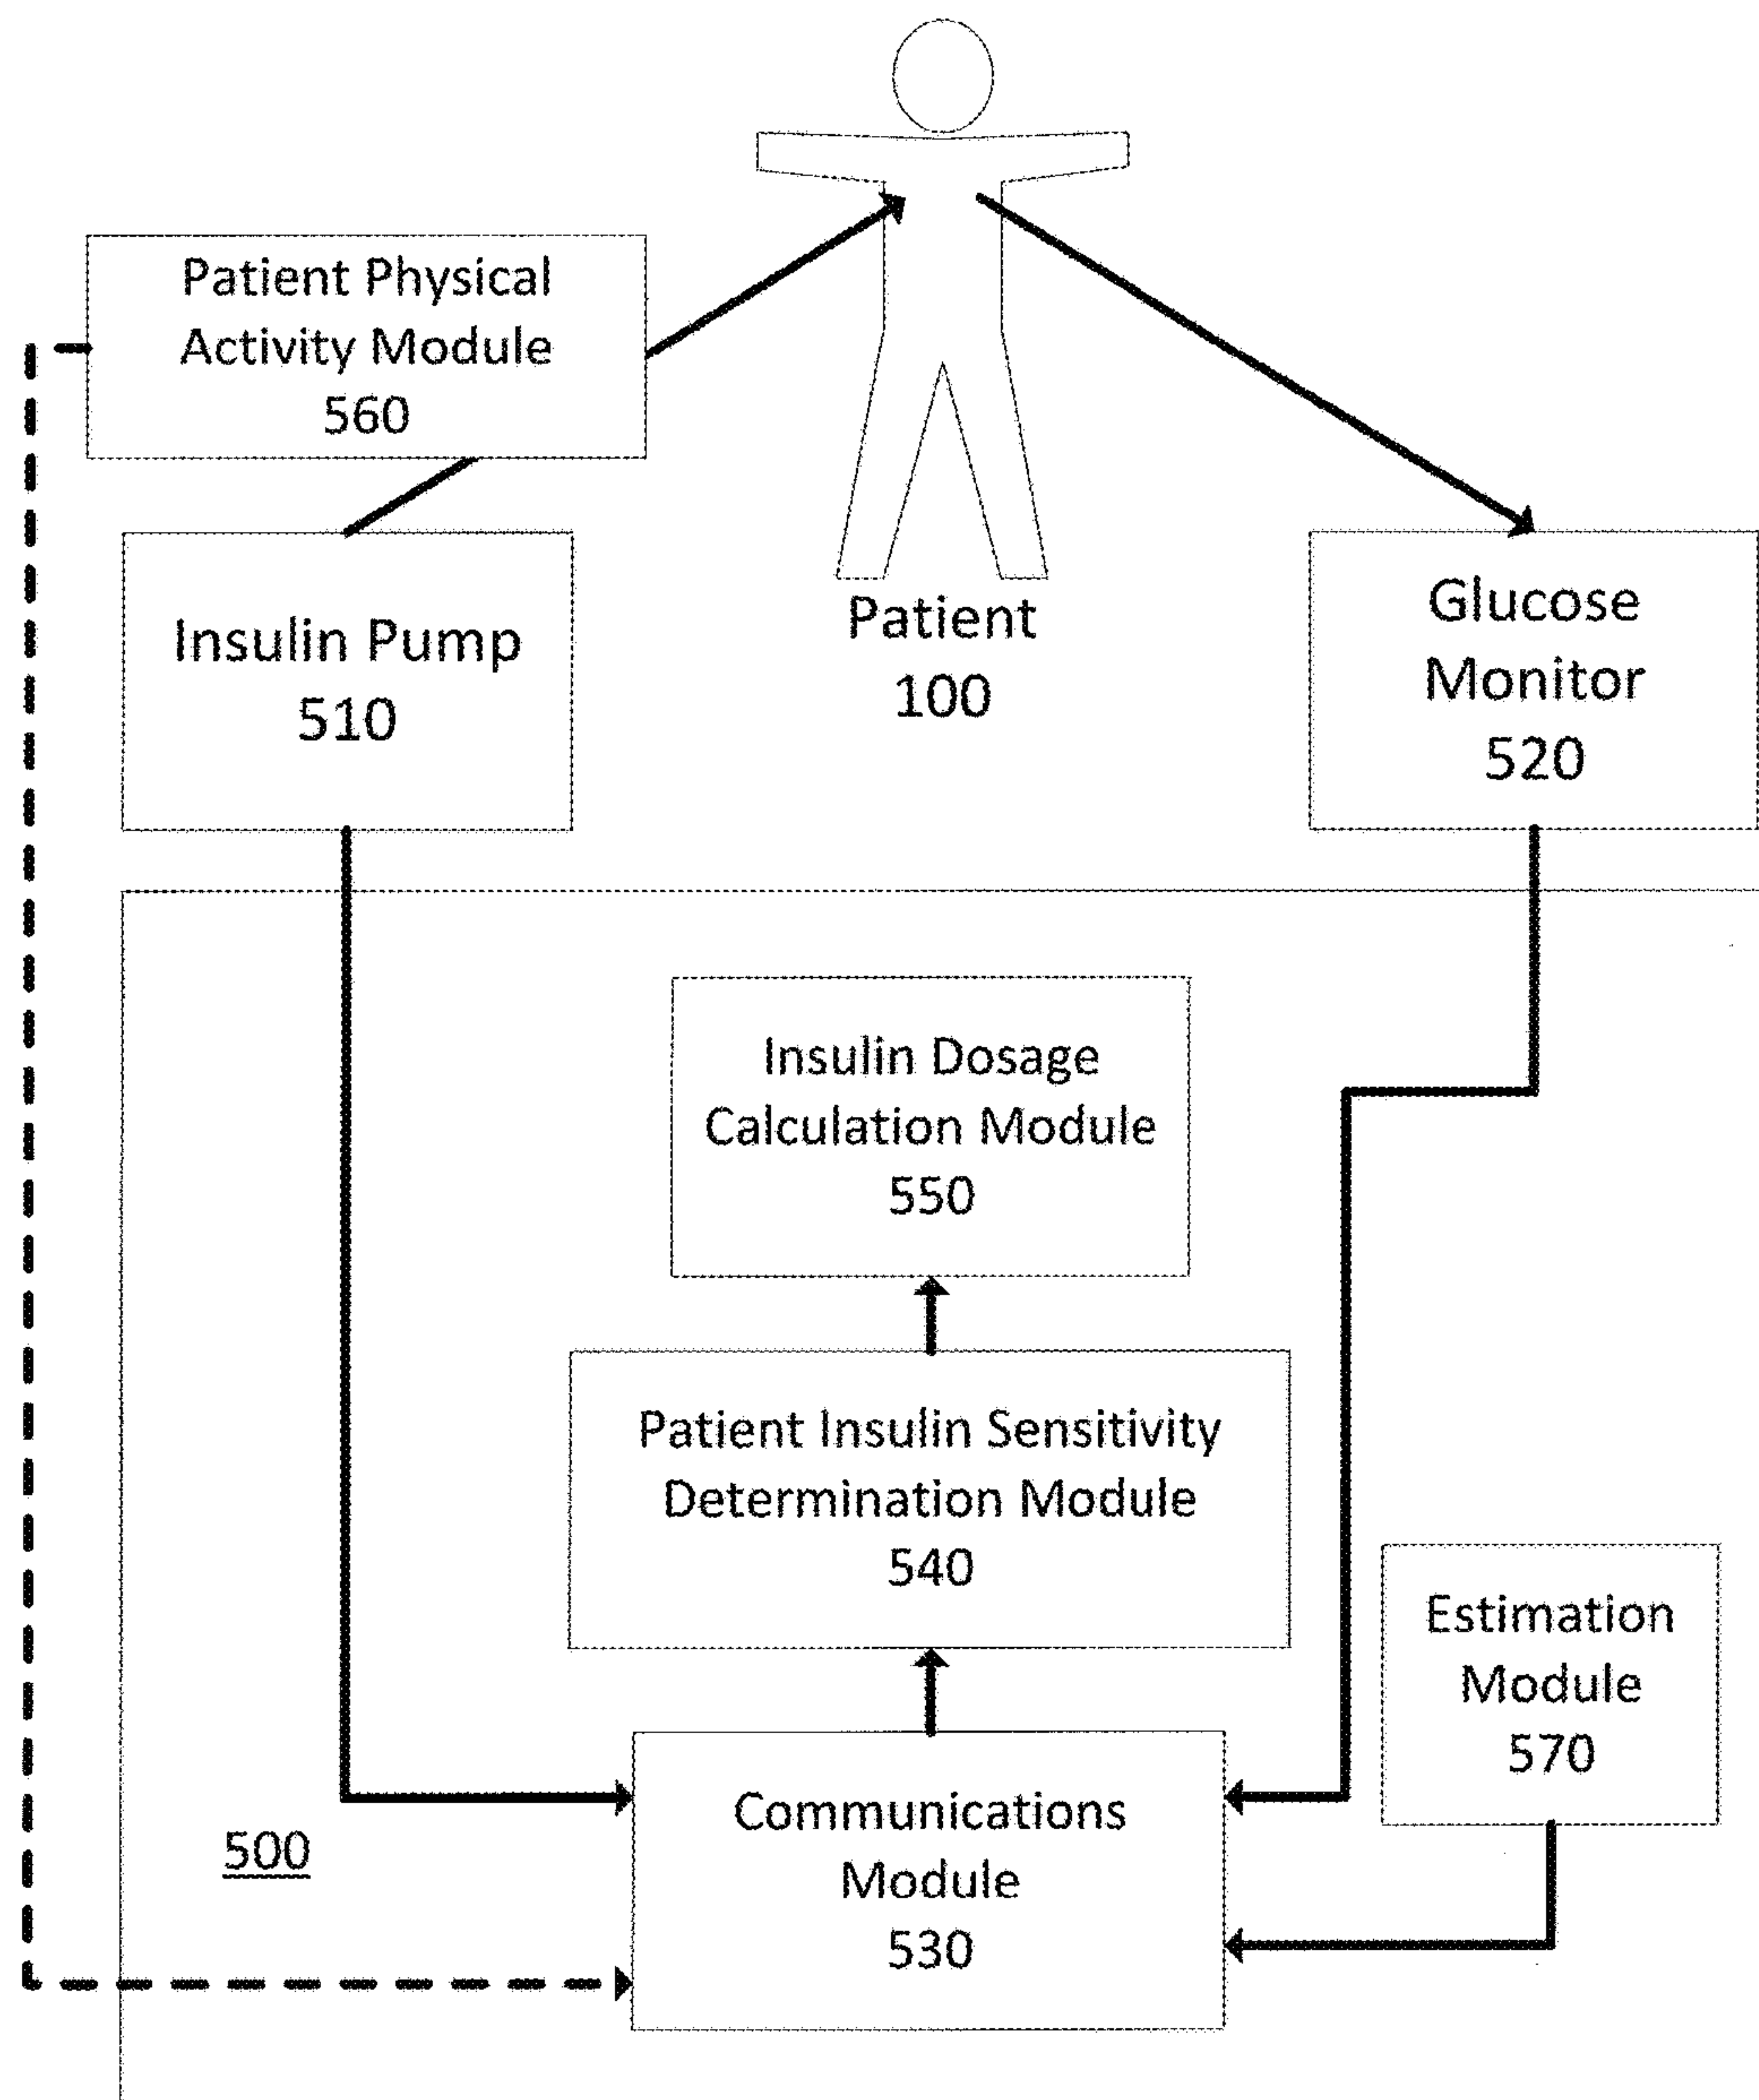 Patient Physical
Activity Module
560
Insulin Pump
510
Patient
100
Glucose
Monitor
520
Insulin Dosage
Calculation Module
550
Patient Insulin Sensitivity
Determination Module
540
Estimation
Module
570
500
Communications
Module
530